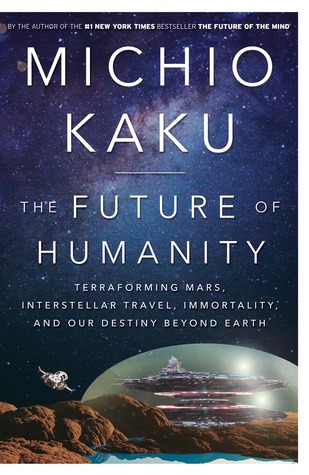 BY THE AUTHOR OF THE #1 NEW YORK TIMES BESTSELLER THE FUTURE OF THE MIND
MICHIO
KAKU
THE FUTURE OF
HUMANITY
TERRAFORMING MARS,
INTERSTELLAR TRAVEL, IMMORTALITY,
AND OUR DESTINY BEYOND EARTH